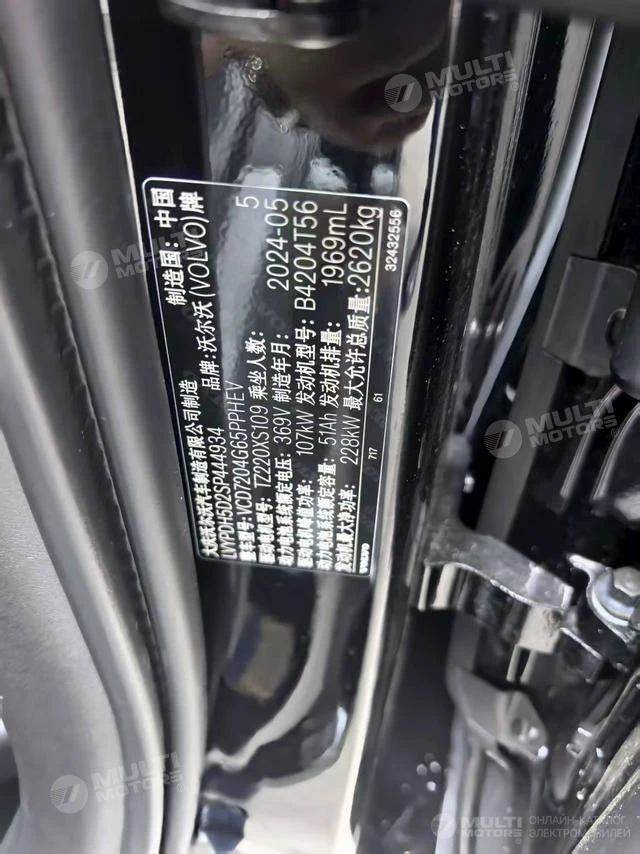 大庆沃尔沃汽车制造有限公司制造 制造国: 中国
LVYPDH5D2SP444934 品牌: 沃尔沃(VOLVO)牌
整车型号: VCD7204G65PPHEV
驱动电机型号: TZ220XS109 乘坐人数: 5
动力电池系统额定电压: 369V 制造年月: 2024-05
驱动电机峰值功率: 107kW 发动机型号: B4204T56
动力电池系统额定容量: 51Ah 发动机排量: 1969mL
发动机最大净功率: 228kW 最大允许总质量: 2620kg
VOLVO 717 61 32432556
MULTI MOTORS
MULTI MOTORS
MULTI MOTORS
MULTI MOTORS
MULTI MOTORS ОНЛАЙН-КАТАЛОГ ЭЛЕКТРОМОБИЛЕЙ